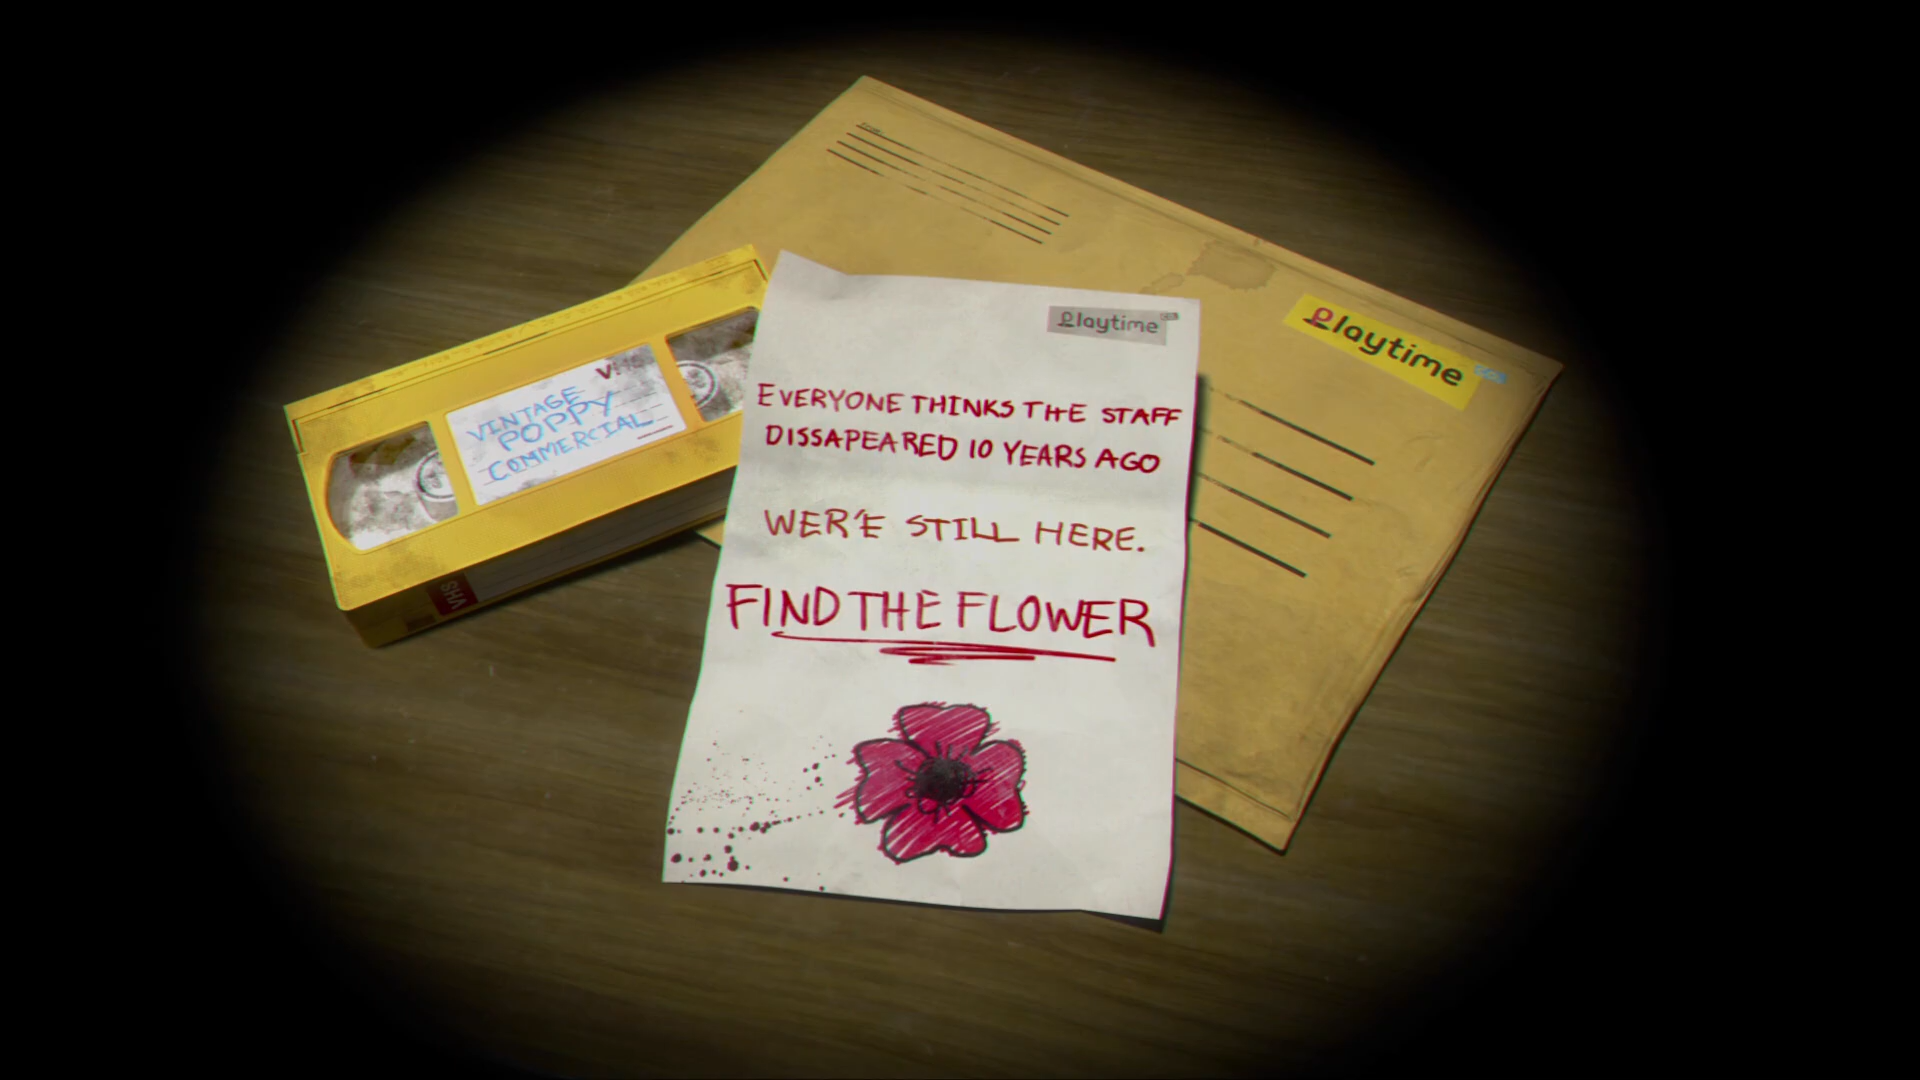 VINTAGE
POPPY
COMMERCIAL
VHS
Playtime
EVERYONE THINKS THE STAFF
DISSAPEARED 10 YEARS AGO
WER'E STILL HERE.
FIND THE FLOWER
Playtime